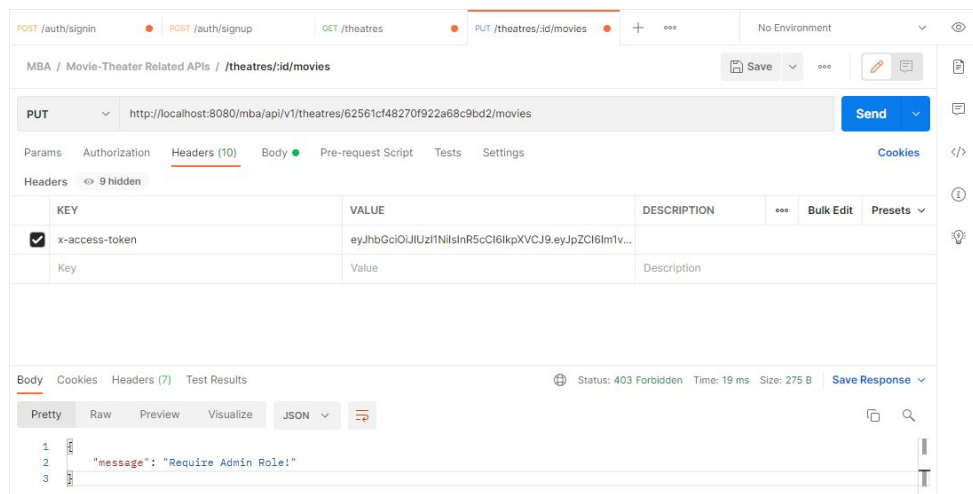 POST /auth/signin POST /auth/signup GET /theatres PUT /theatres/:id/movies No Environment
MBA / Movie-Theater Related APIs / /theatres/:id/movies Save
PUT http://localhost:8080/mba/api/v1/theatres/62561cf48270f922a68c9bd2/movies Send
Params Authorization Headers (10) Body Pre-request Script Tests Settings Cookies
Headers 9 hidden
KEY VALUE DESCRIPTION Bulk Edit Presets
x-access-token eyJhbGciOiJIUzI1NiIsInR5cCI6IkpXVCJ9.eyJpZCI6Im1v...
Key Value Description
Body Cookies Headers (7) Test Results Status: 403 Forbidden Time: 19 ms Size: 275 B Save Response
Pretty Raw Preview Visualize JSON
1 {
2 "message": "Require Admin Role!"
3 }